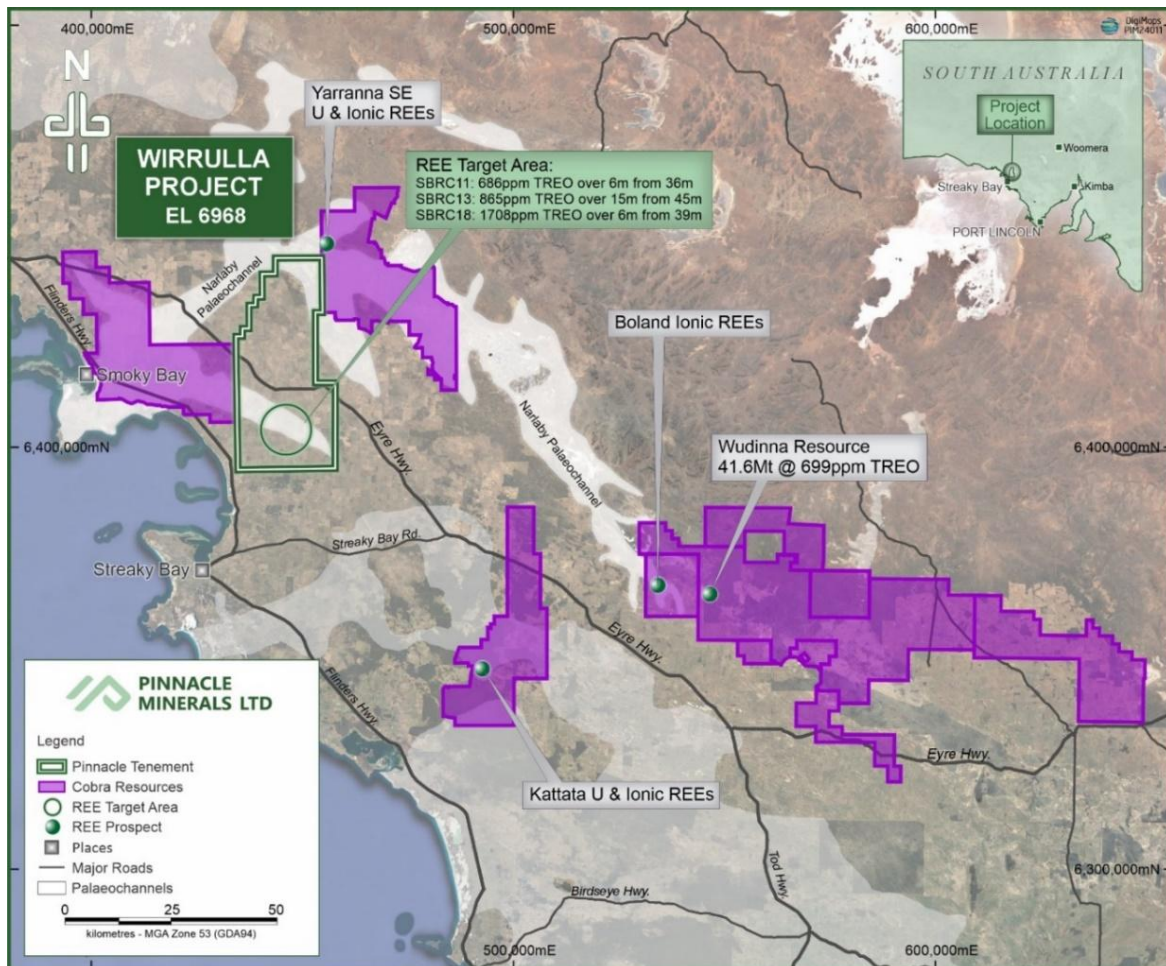 400,000mE
500,000mE
600,000mE
DigiMaps
PIM24011
N
WIRRULLA
PROJECT
EL 6968
Yarranna SE
U & Ionic REEs
REE Target Area:
SBRC11: 686ppm TREO over 6m from 36m
SBRC13: 865ppm TREO over 15m from 45m
SBRC18: 1708ppm TREO over 6m from 39m
SOUTH AUSTRALIA
Project
Location
Woomera
Streaky Bay
Kimba
PORT LINCOLN
Narlaby
Palaeochannel
Flinders Hwy.
Smoky Bay
Boland Ionic REEs
6,400,000mN
Eyre Hwy.
Narlaby Palaeochannel
Wudinna Resource
41.6Mt @ 699ppm TREO
6,400,000mN
Streaky Bay Rd.
Streaky Bay
Eyre Hwy.
Flinders Hwy.
Eyre Hwy.
Kattata U & Ionic REEs
Tod Hwy.
6,300,000mN
Birdseye Hwy.
500,000mE
600,000mE
PINNACLE
MINERALS LTD
Legend
Pinnacle Tenement
Cobra Resources
REE Target Area
REE Prospect
Places
Major Roads
Palaeochannels
0 25 50
kilometres - MGA Zone 53 (GDA94)